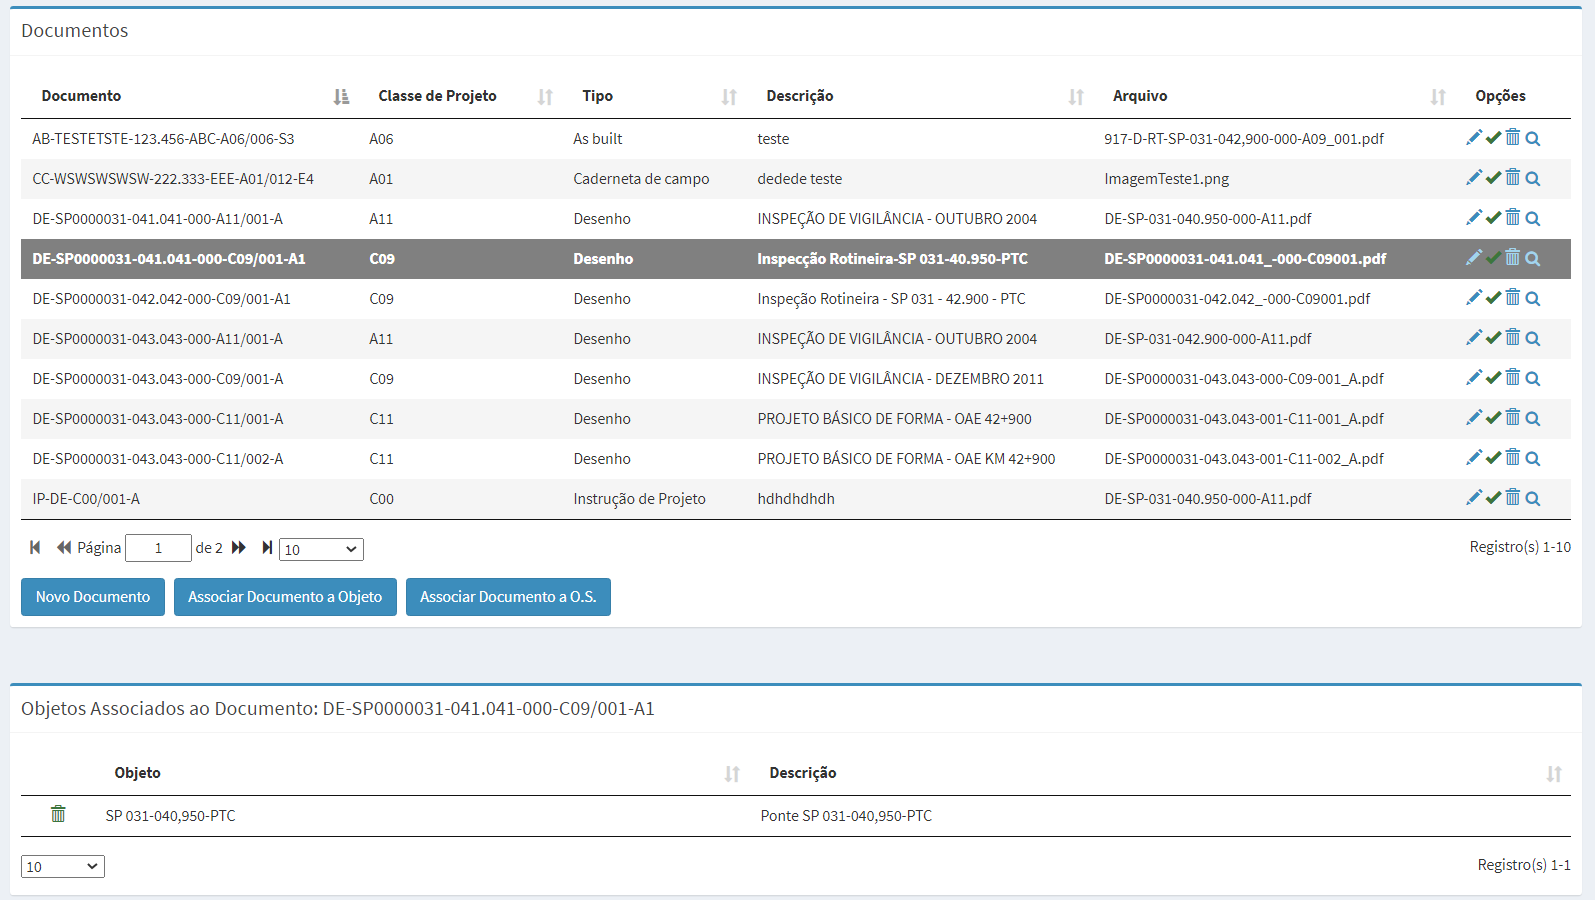 Documentos
Documento Classe de Projeto Tipo Descrição Arquivo Opções
AB-TESTETSTE-123.456-ABC-A06/006-S3 A06 As built teste 917-D-RT-SP-031-042,900-000-A09_001.pdf
CC-WSWSWSWSW-222.333-EEE-A01/012-E4 A01 Caderneta de campo dedede teste ImagemTeste1.png
DE-SP0000031-041.041-000-A11/001-A A11 Desenho INSPEÇÃO DE VIGILÂNCIA - OUTUBRO 2004 DE-SP-031-040.950-000-A11.pdf
DE-SP0000031-041.041-000-C09/001-A1 C09 Desenho Inspecção Rotineira-SP 031-40.950-PTC DE-SP0000031-041.041_-000-C09001.pdf
DE-SP0000031-042.042-000-C09/001-A1 C09 Desenho Inspeção Rotineira - SP 031 - 42.900 - PTC DE-SP0000031-042.042_-000-C09001.pdf
DE-SP0000031-043.043-000-A11/001-A A11 Desenho INSPEÇÃO DE VIGILÂNCIA - OUTUBRO 2004 DE-SP-031-042.900-000-A11.pdf
DE-SP0000031-043.043-000-C09/001-A C09 Desenho INSPEÇÃO DE VIGILÂNCIA - DEZEMBRO 2011 DE-SP0000031-043.043-000-C09-001_A.pdf
DE-SP0000031-043.043-000-C11/001-A C11 Desenho PROJETO BÁSICO DE FORMA - OAE 42+900 DE-SP0000031-043.043-001-C11-001_A.pdf
DE-SP0000031-043.043-000-C11/002-A C11 Desenho PROJETO BÁSICO DE FORMA - OAE KM 42+900 DE-SP0000031-043.043-001-C11-002_A.pdf
IP-DE-C00/001-A C00 Instrução de Projeto hdhdhdhdh DE-SP-031-040.950-000-A11.pdf
Página 1 de 2 10 Registro(s) 1-10
Novo Documento Associar Documento a Objeto Associar Documento a O.S.
Objetos Associados ao Documento: DE-SP0000031-041.041-000-C09/001-A1
Objeto Descrição
SP 031-040,950-PTC Ponte SP 031-040,950-PTC
10 Registro(s) 1-1